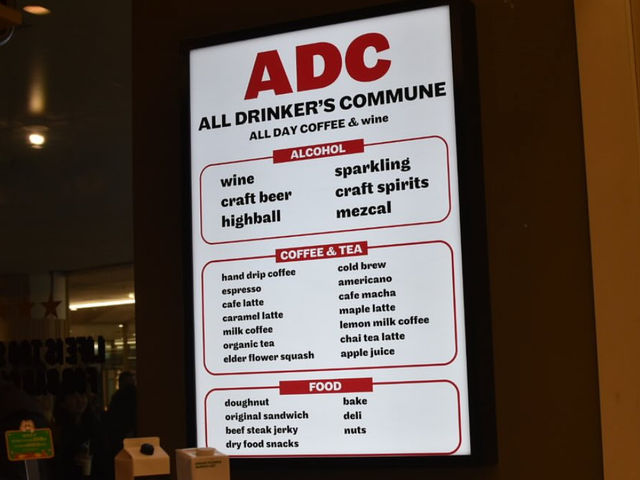 ADC
ALL DRINKER'S COMMUNE
ALL DAY COFFEE & wine
ALCOHOL
wine
craft beer
highball
sparkling
craft spirits
mezcal
COFFEE & TEA
hand drip coffee
espresso
cafe latte
caramel latte
milk coffee
organic tea
elder flower squash
cold brew
americano
cafe macha
maple latte
lemon milk coffee
chai tea latte
apple juice
FOOD
doughnut
original sandwich
beef steak jerky
dry food snacks
bake
deli
nuts